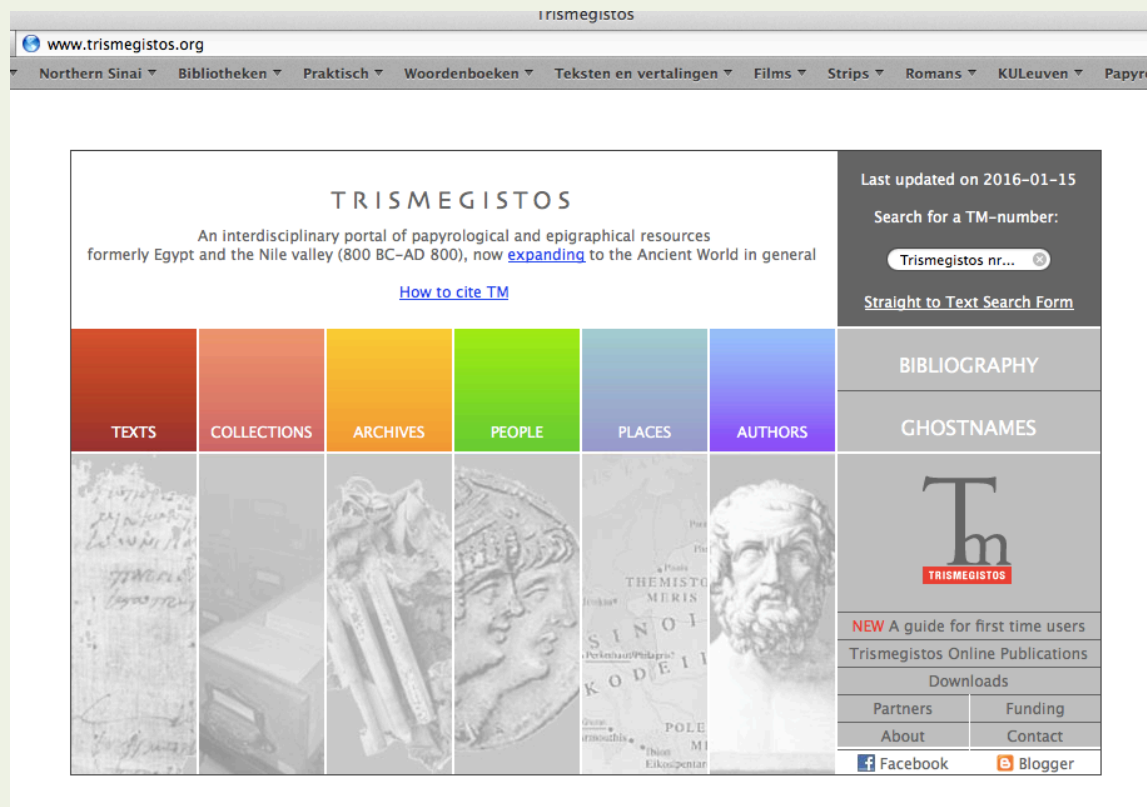 Trismegistos
www.trismegistos.org
Northern Sinai Bibliotheken Praktisch Woordenboeken Teksten en vertalingen Films Strips Romans KULeuven
TRISMEGISTOS
An interdisciplinary portal of papyrological and epigraphical resources
formerly Egypt and the Nile valley (800 BC–AD 800), now expanding to the Ancient World in general
How to cite TM
Last updated on 2016-01-15
Search for a TM-number:
Trismegistos nr...
Straight to Text Search Form
TEXTS
COLLECTIONS
ARCHIVES
PEOPLE
PLACES
AUTHORS
BIBLIOGRAPHY
GHOSTNAMES
THEMISTO
MERIS
SINOI
KODEI
POLE
Tm
TRISMEGISTOS
NEW A guide for first time users
Trismegistos Online Publications
Downloads
Partners Funding
About Contact
Facebook Blogger